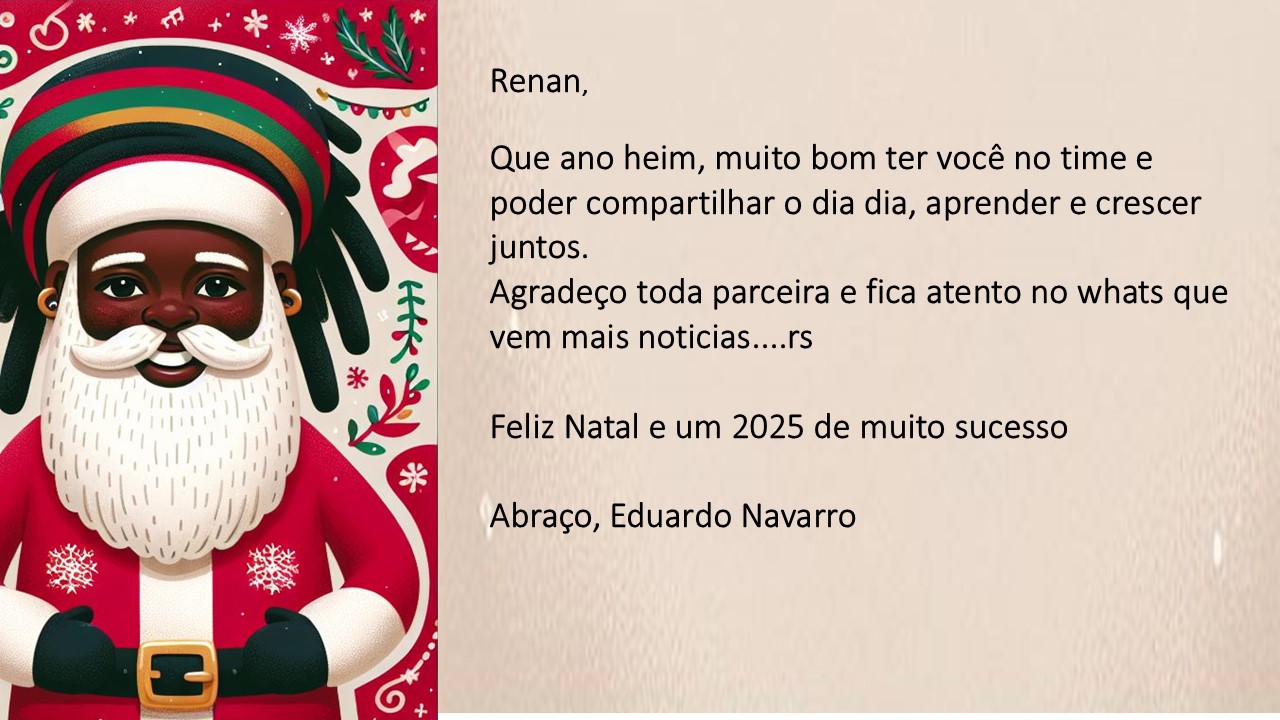 Renan,
Que ano heim, muito bom ter você no time e
poder compartilhar o dia dia, aprender e crescer
juntos.
Agradeço toda parceira e fica atento no whats que
vem mais noticias....rs
Feliz Natal e um 2025 de muito sucesso
Abraço, Eduardo Navarro